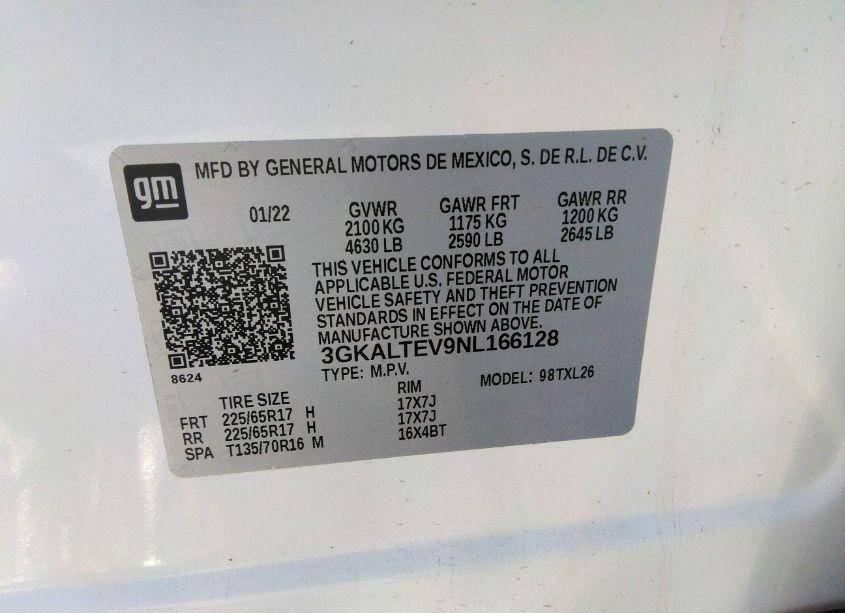 gm
MFD BY GENERAL MOTORS DE MEXICO, S. DE R.L. DE C.V.
01/22 GVWR GAWR FRT GAWR RR
2100 KG 1175 KG 1200 KG
4630 LB 2590 LB 2645 LB
THIS VEHICLE CONFORMS TO ALL
APPLICABLE U.S. FEDERAL MOTOR
VEHICLE SAFETY AND THEFT PREVENTION
STANDARDS IN EFFECT ON THE DATE OF
MANUFACTURE SHOWN ABOVE.
3GKALTEV9NL166128
8624
TYPE: M.P.V. MODEL: 98TXL26
TIRE SIZE RIM
FRT 225/65R17 H 17X7J
RR 225/65R17 H 17X7J
SPA T135/70R16 M 16X4BT